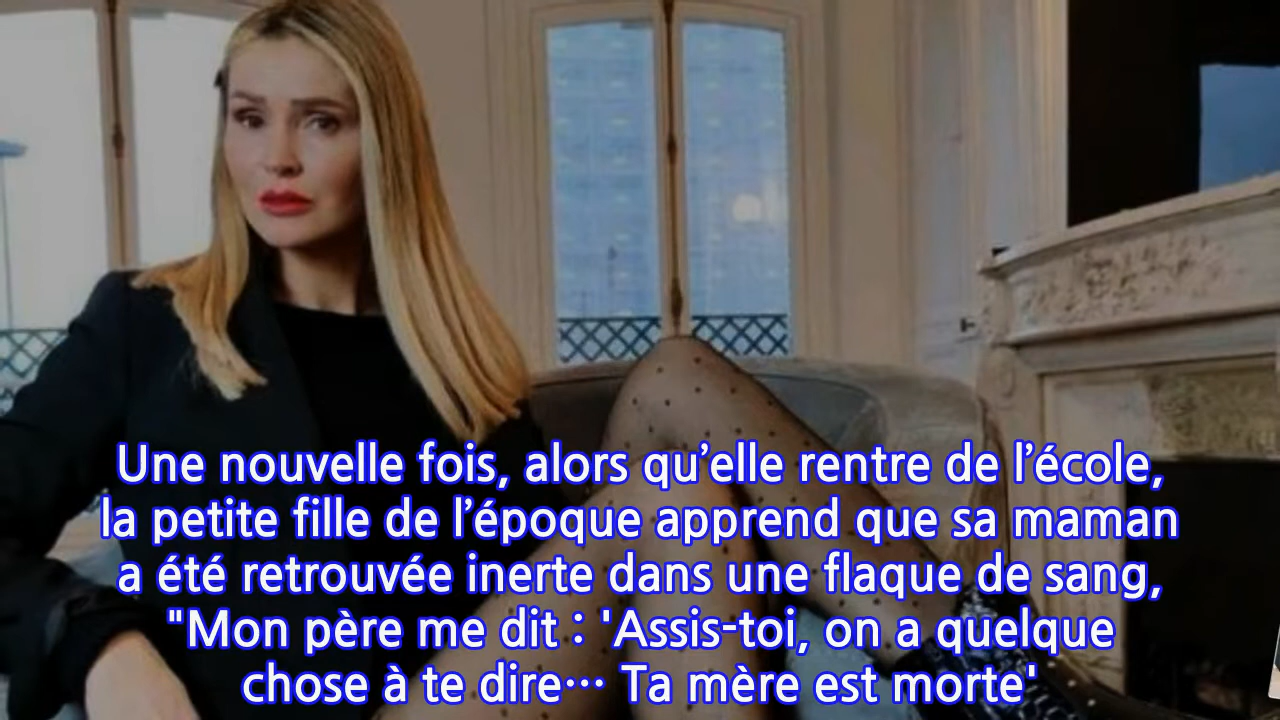 Une nouvelle fois, alors qu’elle rentre de l’école,
la petite fille de l’époque apprend que sa maman
a été retrouvée inerte dans une flaque de sang,
"Mon père me dit : 'Assis-toi, on a quelque
chose à te dire… Ta mère est morte'